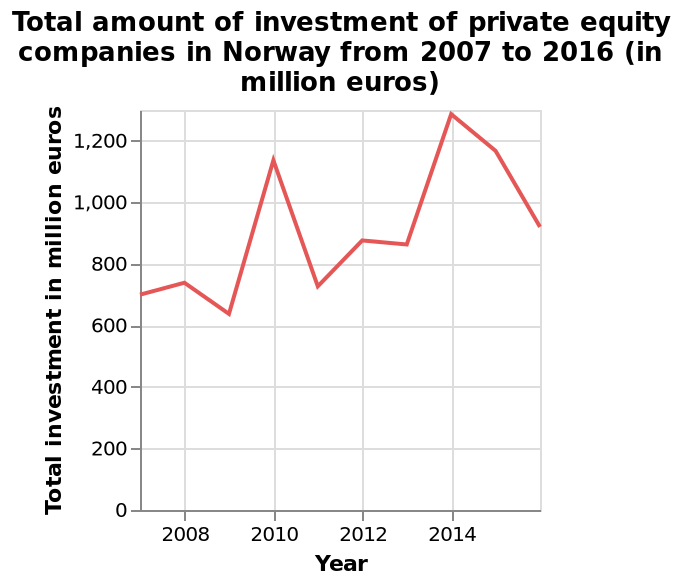 Total amount of investment of private equity
companies in Norway from 2007 to 2016 (in
million euros)
Total investment in million euros
1,200
1,000
800
600
400
200
0
2008 2010 2012 2014
Year